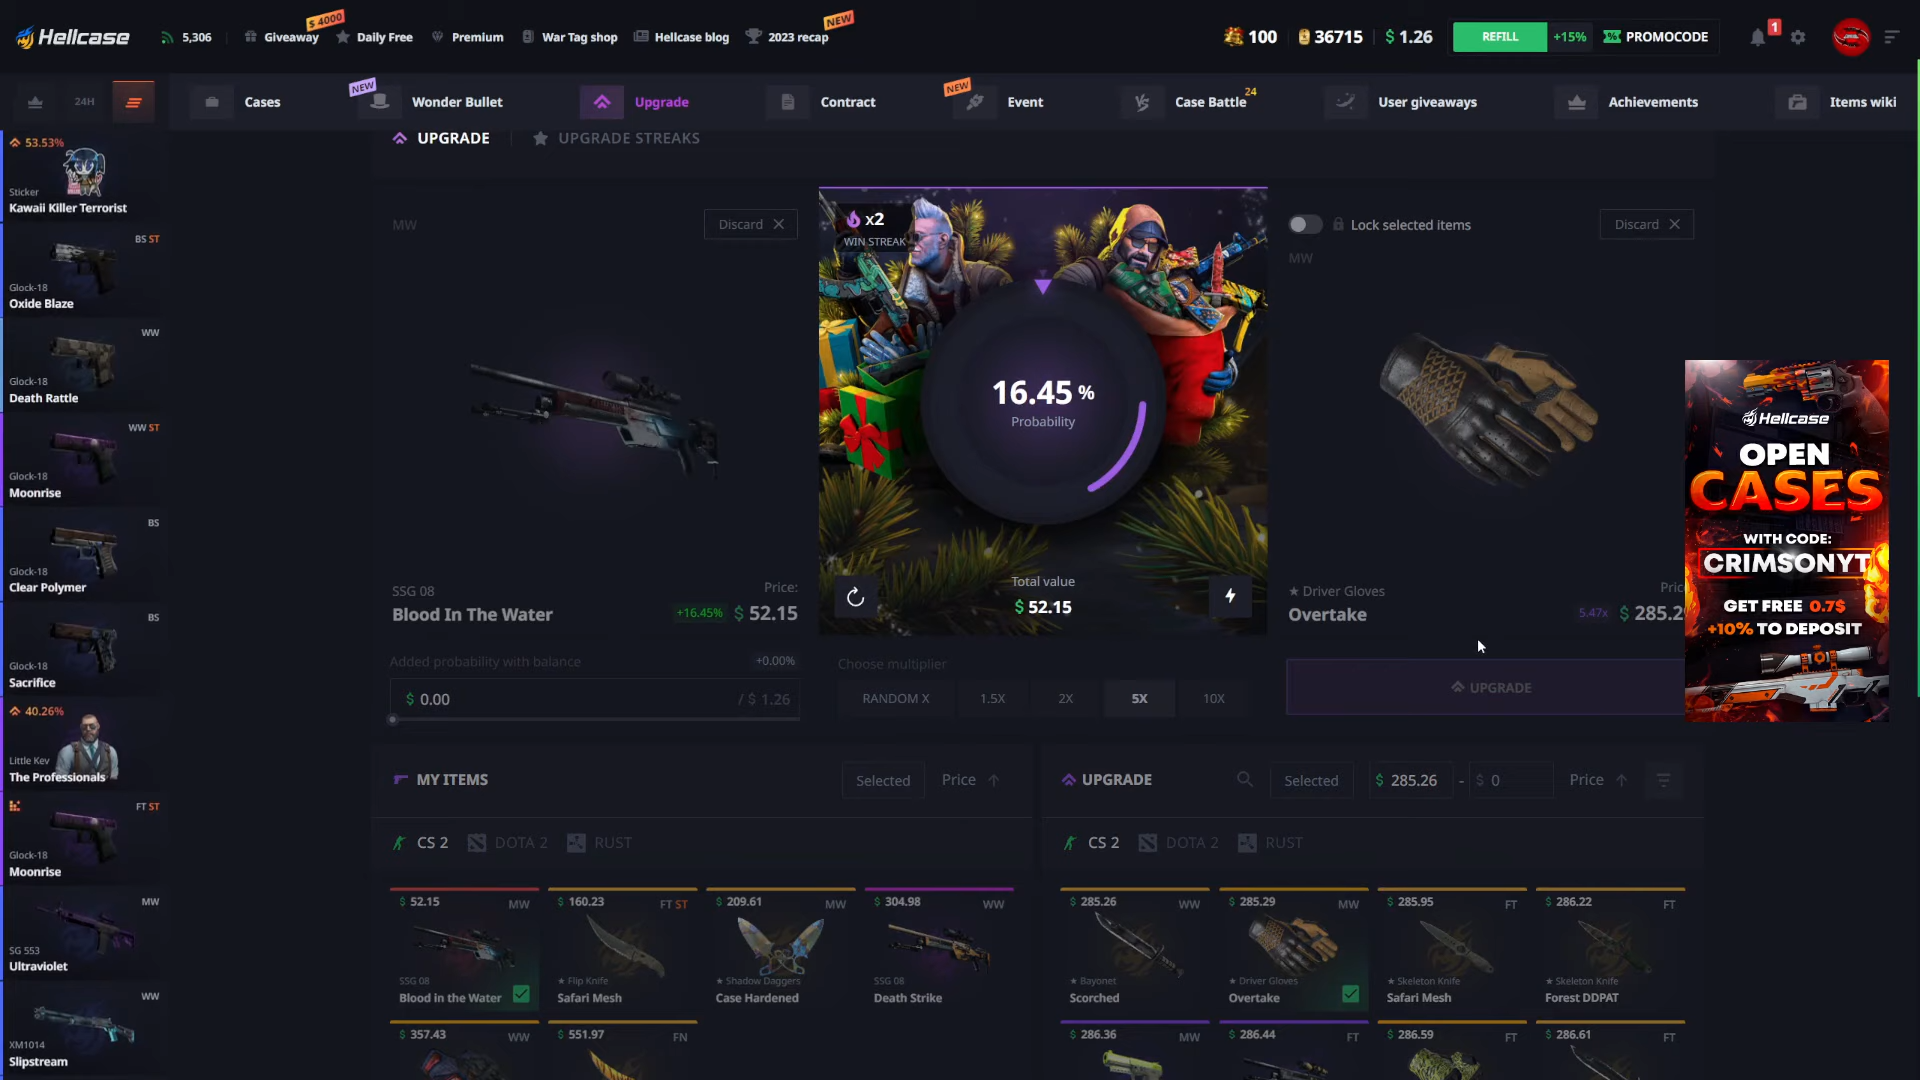 Hellcase
5,306
Giveaway
$ 4000
Daily Free
Premium
War Tag shop
Hellcase blog
2023 recap
NEW
100
36715
$ 1.26
REFILL
+15%
PROMOCODE
1
24H
Cases
NEW
Wonder Bullet
Upgrade
Contract
NEW
Event
Case Battle
24
User giveaways
Achievements
Items wiki
53.53%
Sticker
Kawaii Killer Terrorist
BS ST
Glock-18
Oxide Blaze
WW
Glock-18
Death Rattle
WW ST
Glock-18
Moonrise
BS
Glock-18
Clear Polymer
BS
Glock-18
Sacrifice
40.26%
Little Kev
The Professionals
FT ST
Glock-18
Moonrise
MW
SG 553
Ultraviolet
WW
XM1014
Slipstream
UPGRADE
UPGRADE STREAKS
MW
Discard
x2
WIN STREAK
16.45 %
Probability
Total value
$ 52.15
Lock selected items
Discard
MW
SSG 08
Blood In The Water
Price:
+16.45% $ 52.15
★ Driver Gloves
Overtake
5.47x $ 285.2
Added probability with balance
+0.00%
$ 0.00
/ $ 1.26
Choose multiplier
RANDOM X
1.5X
2X
5X
10X
UPGRADE
Hellcase
OPEN
CASES
WITH CODE:
CRIMSONYT
GET FREE 0.7$
+10% TO DEPOSIT
MY ITEMS
Selected
Price
UPGRADE
Selected
$ 285.26 - $ 0
Price
CS 2
DOTA 2
RUST
CS 2
DOTA 2
RUST
$ 52.15
MW
SSG 08
Blood in the Water
$ 160.23
FT ST
★ Flip Knife
Safari Mesh
$ 209.61
MW
★ Shadow Daggers
Case Hardened
$ 304.98
WW
SSG 08
Death Strike
$ 285.26
WW
★ Bayonet
Scorched
$ 285.29
MW
★ Driver Gloves
Overtake
$ 285.95
FT
★ Skeleton Knife
Safari Mesh
$ 286.22
FT
★ Skeleton Knife
Forest DDPAT
$ 357.43
WW
$ 551.97
FN
$ 286.36
MW
$ 286.44
FT
$ 286.59
FT
$ 286.61
FT